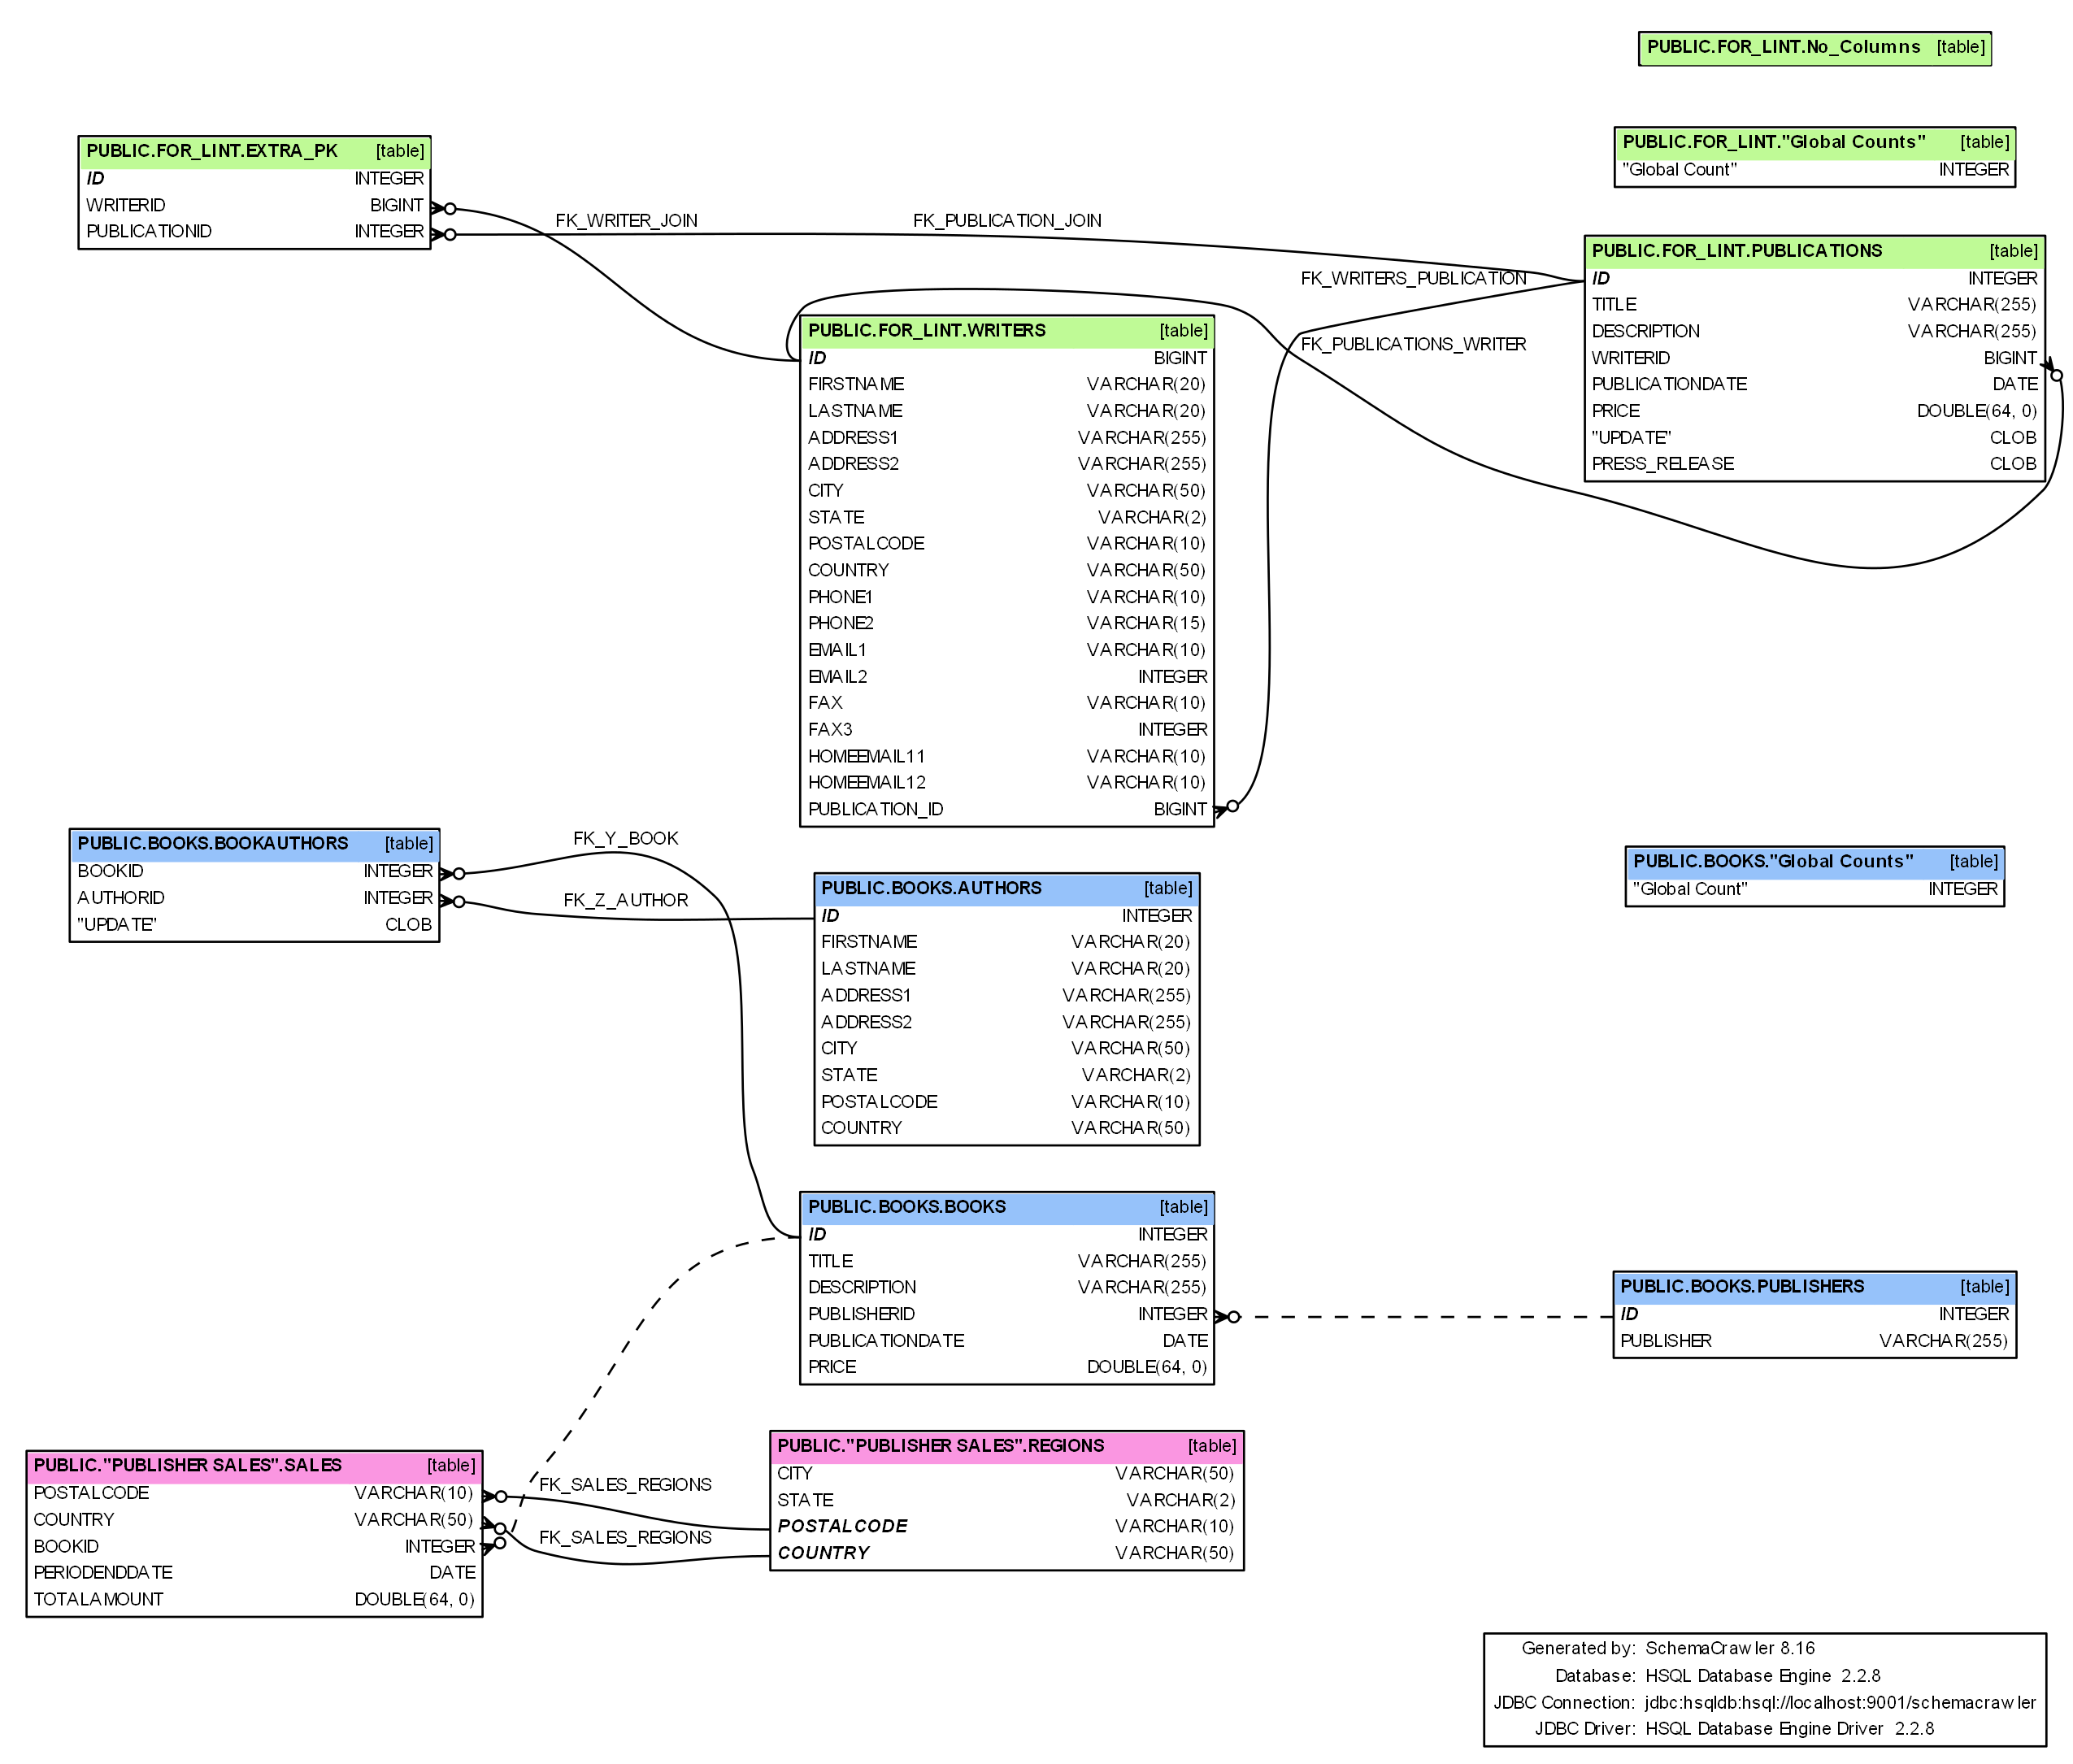 PUBLIC.FOR_LINT.No_Columns [table]
PUBLIC.FOR_LINT."Global Counts" [table]
"Global Count" INTEGER
PUBLIC.FOR_LINT.EXTRA_PK [table]
ID INTEGER
WRITERID BIGINT
PUBLICATIONID INTEGER
FK_WRITER_JOIN
FK_PUBLICATION_JOIN
FK_WRITERS_PUBLICATION
FK_PUBLICATIONS_WRITER
PUBLIC.FOR_LINT.PUBLICATIONS [table]
ID INTEGER
TITLE VARCHAR(255)
DESCRIPTION VARCHAR(255)
WRITERID BIGINT
PUBLICATIONDATE DATE
PRICE DOUBLE(64, 0)
"UPDATE" CLOB
PRESS_RELEASE CLOB
PUBLIC.FOR_LINT.WRITERS [table]
ID BIGINT
FIRSTNAME VARCHAR(20)
LASTNAME VARCHAR(20)
ADDRESS1 VARCHAR(255)
ADDRESS2 VARCHAR(255)
CITY VARCHAR(50)
STATE VARCHAR(2)
POSTALCODE VARCHAR(10)
COUNTRY VARCHAR(50)
PHONE1 VARCHAR(10)
PHONE2 VARCHAR(15)
EMAIL1 VARCHAR(10)
EMAIL2 INTEGER
FAX VARCHAR(10)
FAX3 INTEGER
HOMEEMAIL11 VARCHAR(10)
HOMEEMAIL12 VARCHAR(10)
PUBLICATION_ID BIGINT
PUBLIC.BOOKS.BOOKAUTHORS [table]
BOOKID INTEGER
AUTHORID INTEGER
"UPDATE" CLOB
FK_Y_BOOK
FK_Z_AUTHOR
PUBLIC.BOOKS."Global Counts" [table]
"Global Count" INTEGER
PUBLIC.BOOKS.AUTHORS [table]
ID INTEGER
FIRSTNAME VARCHAR(20)
LASTNAME VARCHAR(20)
ADDRESS1 VARCHAR(255)
ADDRESS2 VARCHAR(255)
CITY VARCHAR(50)
STATE VARCHAR(2)
POSTALCODE VARCHAR(10)
COUNTRY VARCHAR(50)
PUBLIC.BOOKS.BOOKS [table]
ID INTEGER
TITLE VARCHAR(255)
DESCRIPTION VARCHAR(255)
PUBLISHERID INTEGER
PUBLICATIONDATE DATE
PRICE DOUBLE(64, 0)
PUBLIC.BOOKS.PUBLISHERS [table]
ID INTEGER
PUBLISHER VARCHAR(255)
PUBLIC."PUBLISHER SALES".SALES [table]
POSTALCODE VARCHAR(10)
COUNTRY VARCHAR(50)
BOOKID INTEGER
PERIODENDDATE DATE
TOTALAMOUNT DOUBLE(64, 0)
FK_SALES_REGIONS
FK_SALES_REGIONS
PUBLIC."PUBLISHER SALES".REGIONS [table]
CITY VARCHAR(50)
STATE VARCHAR(2)
POSTALCODE VARCHAR(10)
COUNTRY VARCHAR(50)
Generated by: SchemaCrawler 8.16
Database: HSQL Database Engine 2.2.8
JDBC Connection: jdbc:hsqldb:hsql://localhost:9001/schemacrawler
JDBC Driver: HSQL Database Engine Driver 2.2.8